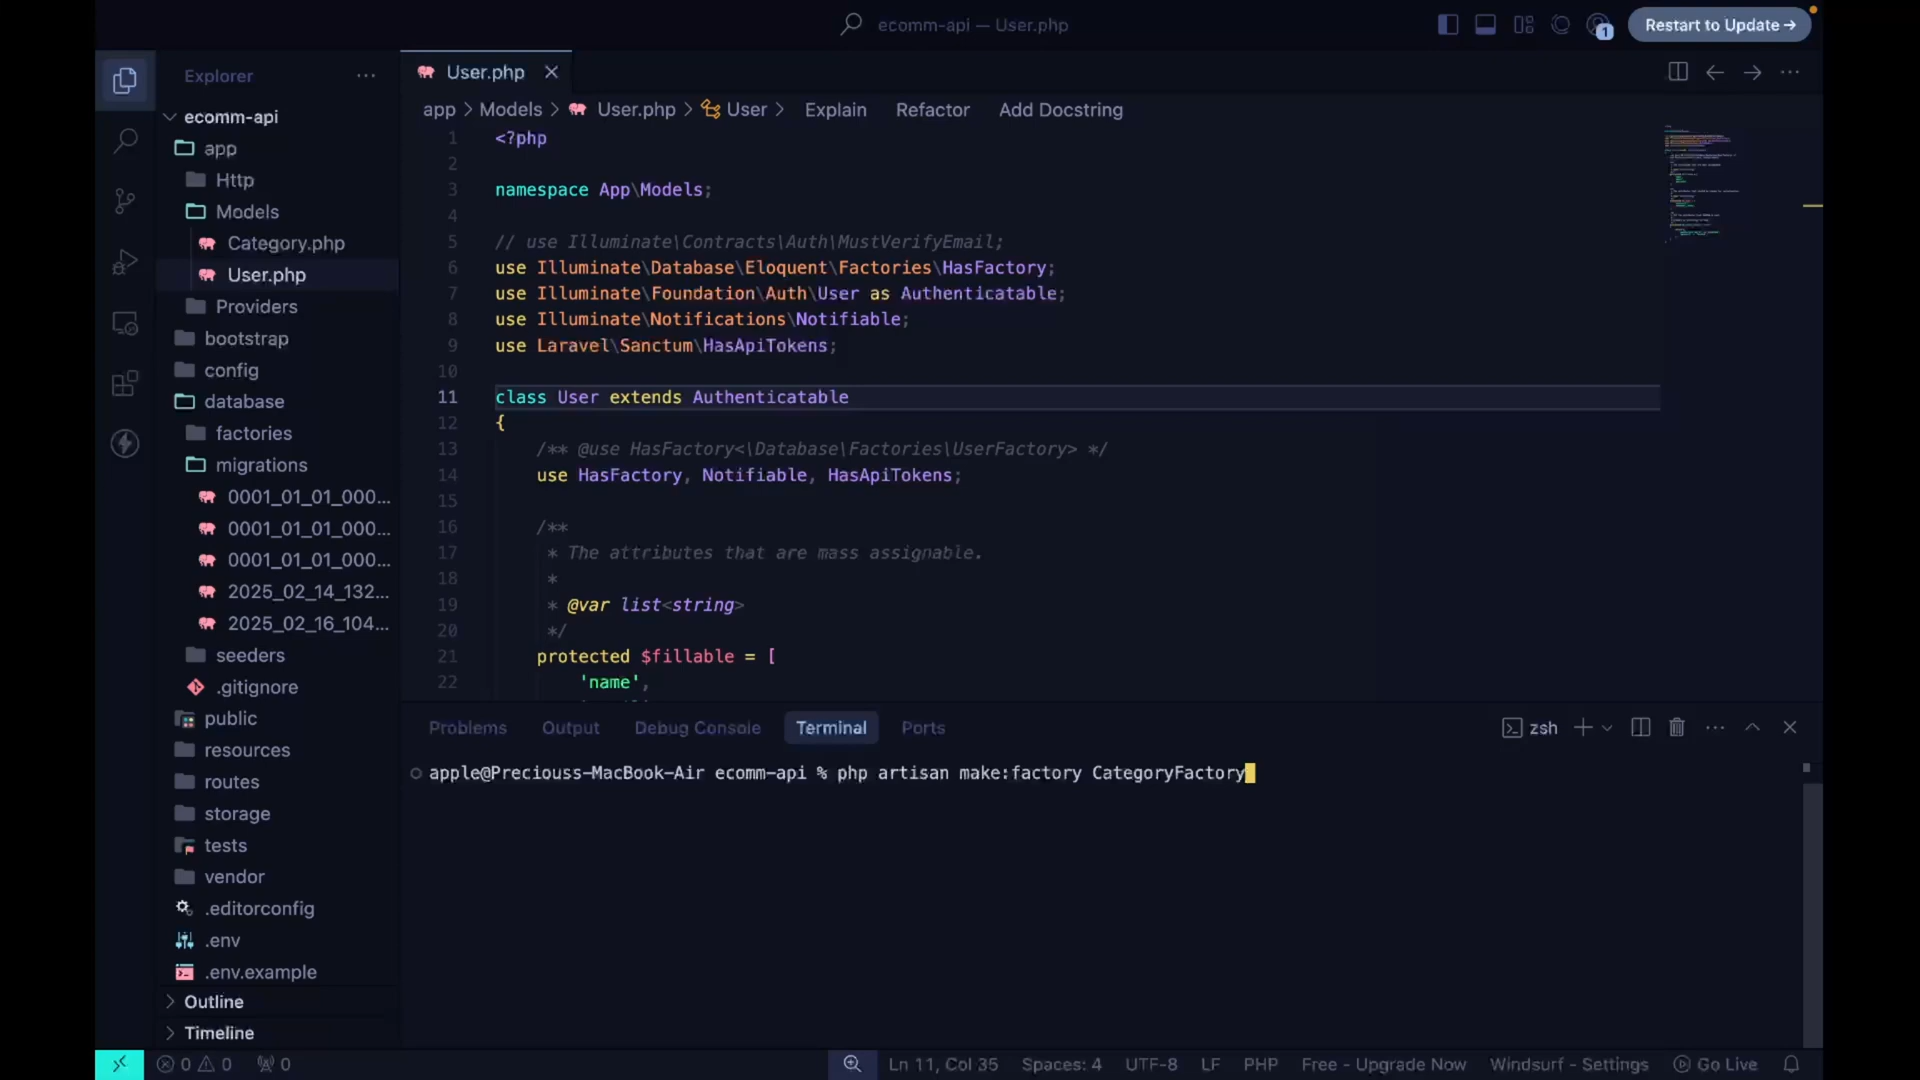 ecomm-api — User.php
1
Restart to Update →
Explorer
User.php
app > Models > User.php > User > Explain Refactor Add Docstring
ecomm-api
app
Http
Models
Category.php
User.php
Providers
bootstrap
config
database
factories
migrations
0001_01_01_000...
0001_01_01_000...
0001_01_01_000...
2025_02_14_132...
2025_02_16_104...
seeders
.gitignore
public
resources
routes
storage
tests
vendor
.editorconfig
.env
.env.example
Outline
Timeline
1 <?php
2
3 namespace App\Models;
4
5 // use Illuminate\Contracts\Auth\MustVerifyEmail;
6 use Illuminate\Database\Eloquent\Factories\HasFactory;
7 use Illuminate\Foundation\Auth\User as Authenticatable;
8 use Illuminate\Notifications\Notifiable;
9 use Laravel\Sanctum\HasApiTokens;
10
11 class User extends Authenticatable
12 {
13 /** @use HasFactory<\Database\Factories\UserFactory> */
14 use HasFactory, Notifiable, HasApiTokens;
15
16 /**
17 * The attributes that are mass assignable.
18 *
19 * @var list<string>
20 */
21 protected $fillable = [
22 'name',
Problems Output Debug Console Terminal Ports
zsh
apple@Preciouss-MacBook-Air ecomm-api % php artisan make:factory CategoryFactory
0 0 0
Ln 11, Col 35 Spaces: 4 UTF-8 LF PHP Free - Upgrade Now Windsurf - Settings Go Live